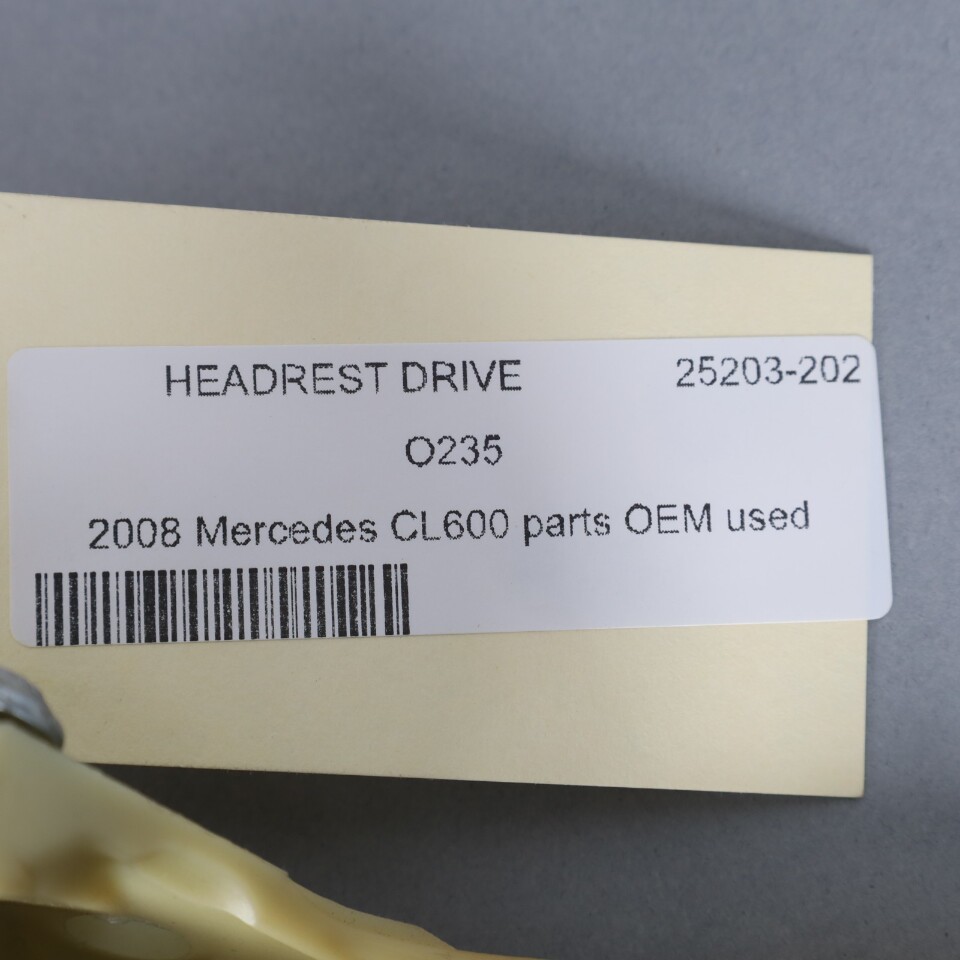 HEADREST DRIVE 25203-202
O235
2008 Mercedes CL600 parts OEM used